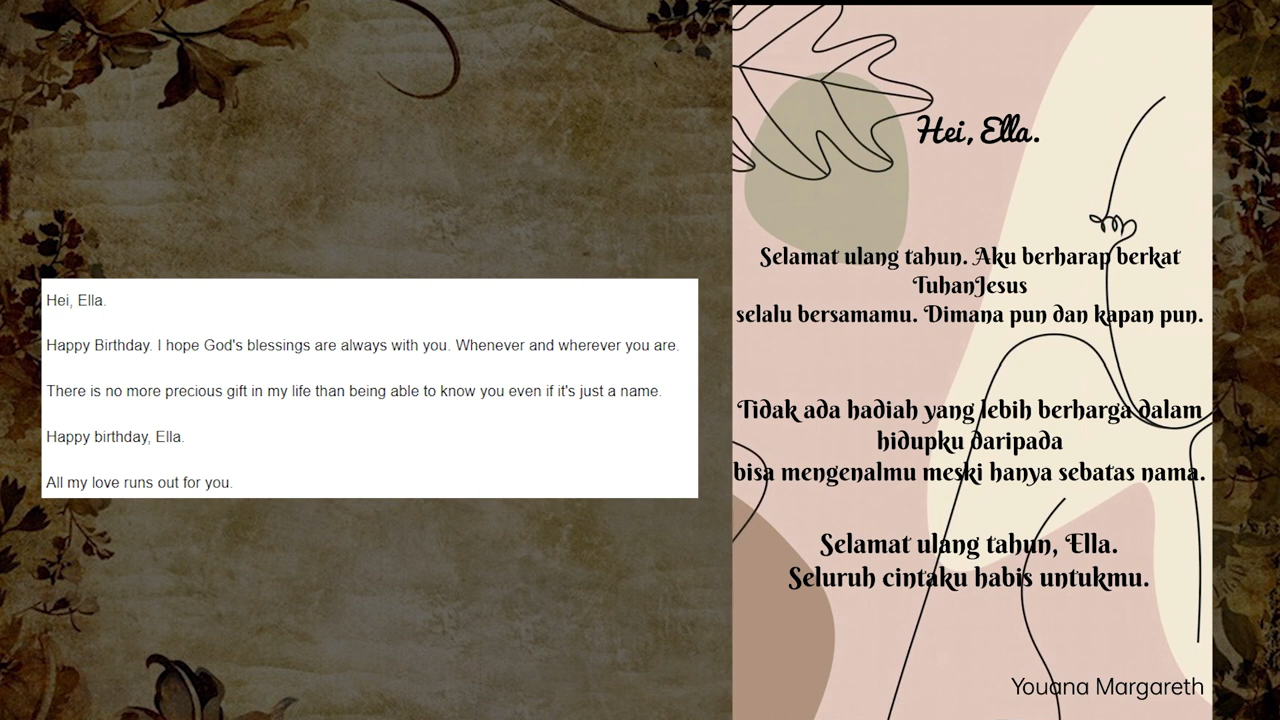 Hei, Ella.
Happy Birthday. I hope God's blessings are always with you. Whenever and wherever you are.
There is no more precious gift in my life than being able to know you even if it's just a name.
Happy birthday, Ella.
All my love runs out for you.
Hei, Ella.
Selamat ulang tahun. Aku berharap berkat
TuhanJesus
selalu bersamamu. Dimana pun dan kapan pun.
Tidak ada hadiah yang lebih berharga dalam
hidupku daripada
bisa mengenalmu meski hanya sebatas nama.
Selamat ulang tahun, Ella.
Seluruh cintaku habis untukmu.
Youana Margareth